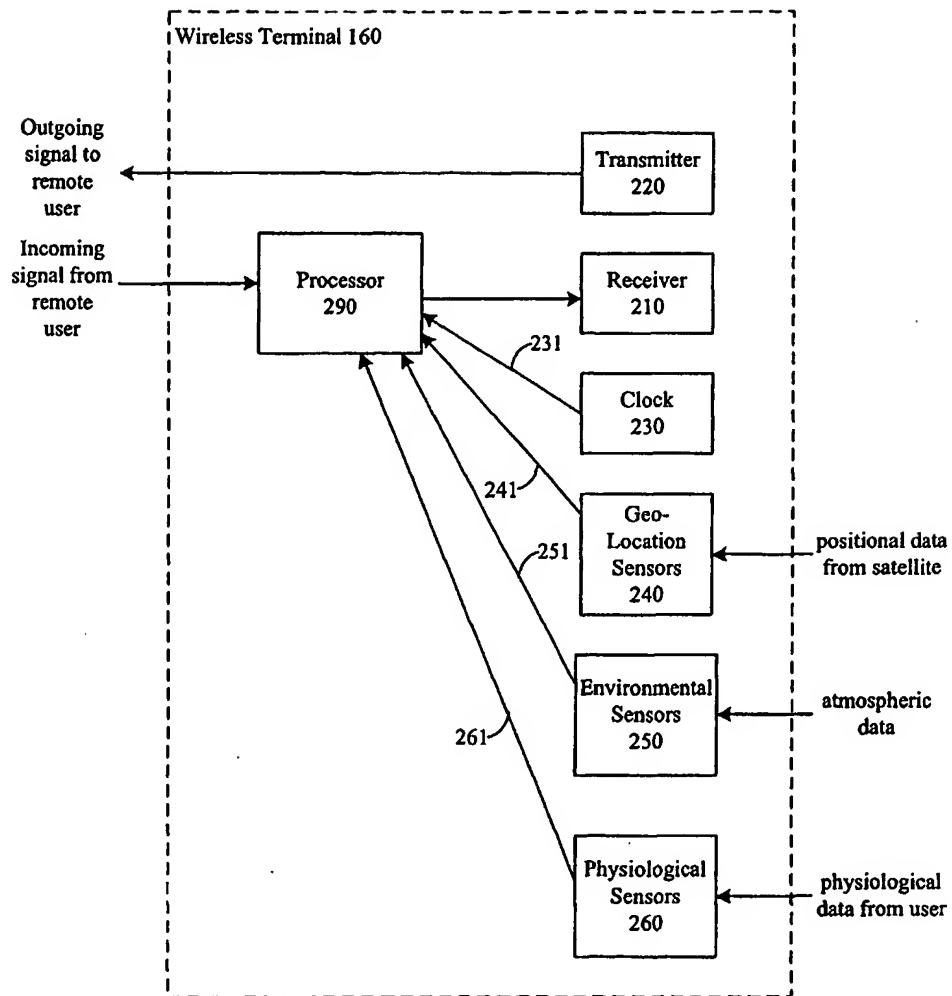 Wireless Terminal 160
Outgoing
signal to
remote
user
Transmitter
220
Incoming
signal from
remote
user
Processor
290
Receiver
210
231
Clock
230
241
Geo-
Location
Sensors
240
positional data
from satellite
251
Environmental
Sensors
250
atmospheric
data
261
Physiological
Sensors
260
physiological
data from user